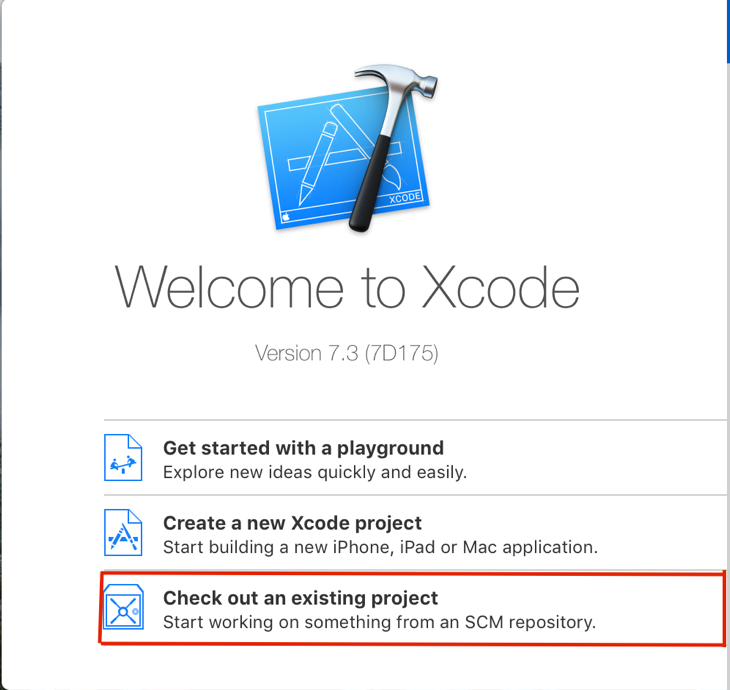 XCODE
Welcome to Xcode
Version 7.3 (7D175)
Get started with a playground
Explore new ideas quickly and easily.
Create a new Xcode project
Start building a new iPhone, iPad or Mac application.
Check out an existing project
Start working on something from an SCM repository.